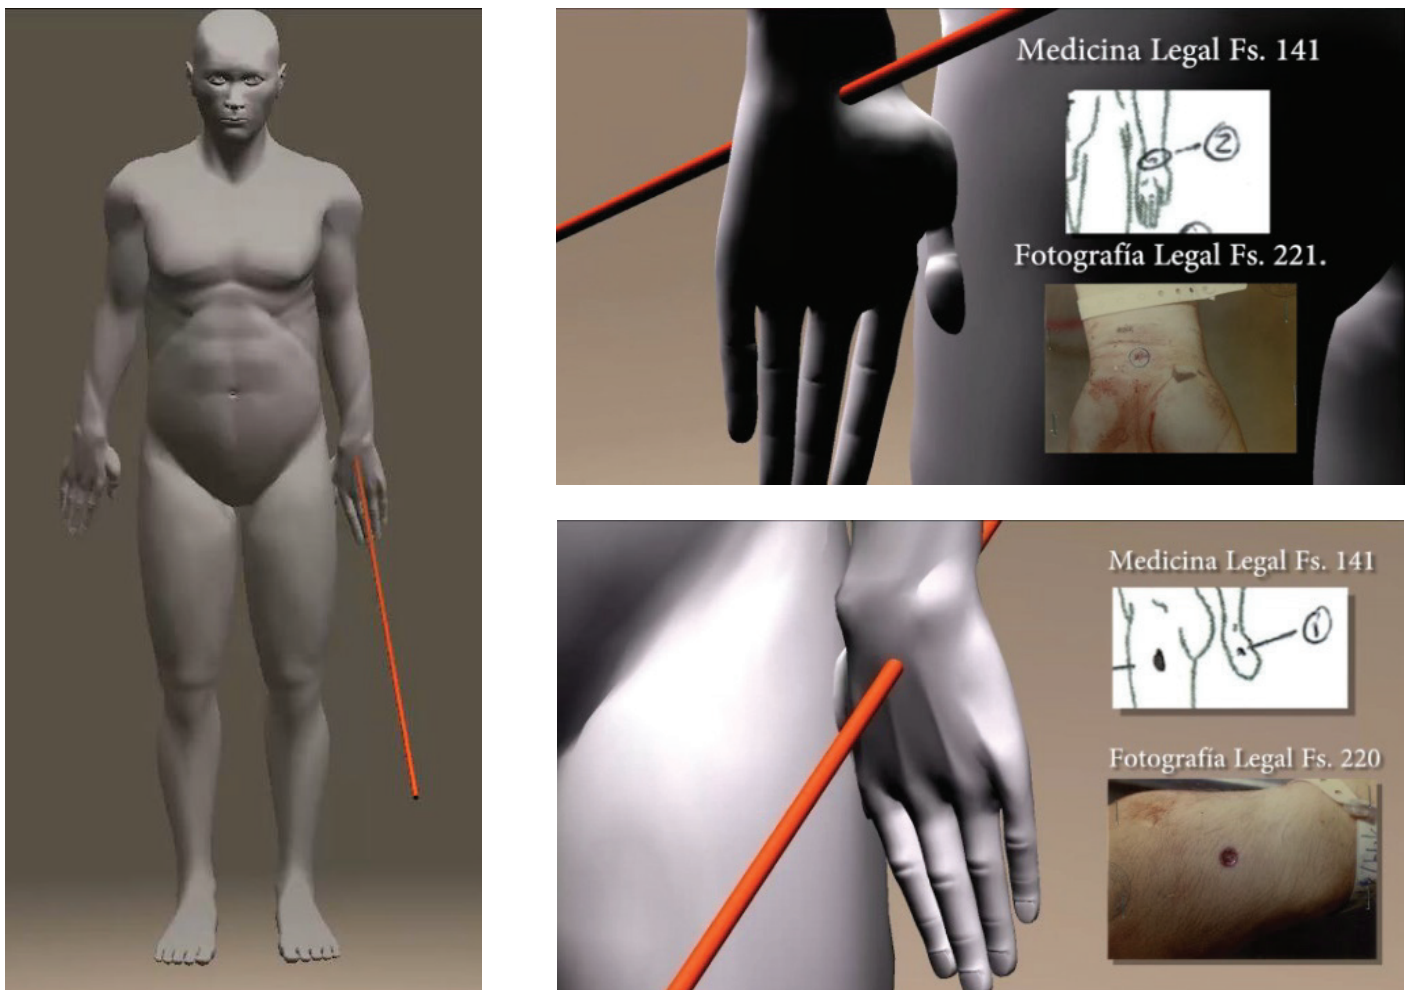 Medicina Legal Fs. 141
2
Fotografía Legal Fs. 221.
Medicina Legal Fs. 141
1
Fotografía Legal Fs. 220